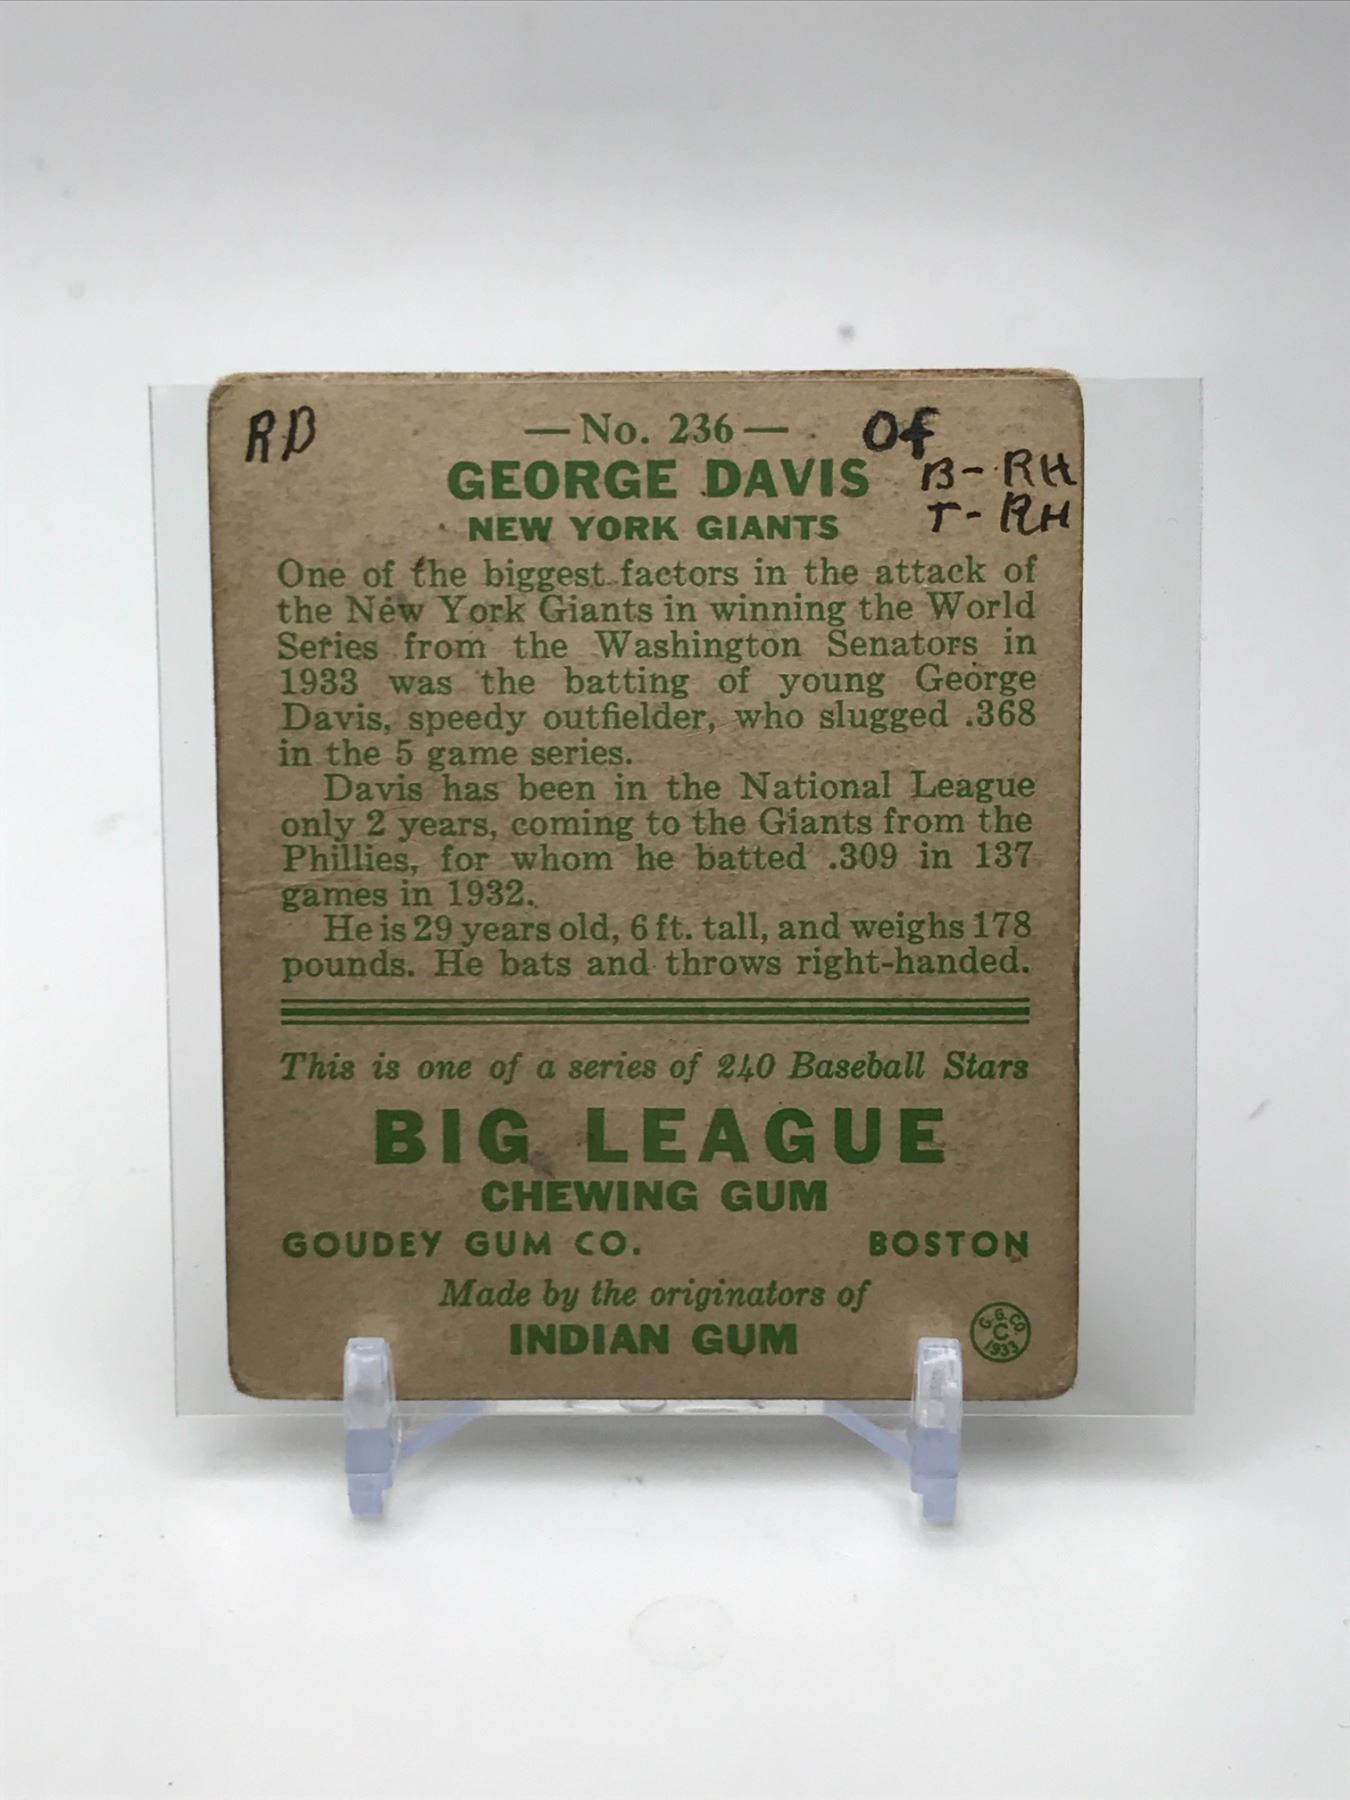 RD
— No. 236 —
Of
GEORGE DAVIS
B - RH
NEW YORK GIANTS
T - RH
One of the biggest factors in the attack of
the New York Giants in winning the World
Series from the Washington Senators in
1933 was the batting of young George
Davis, speedy outfielder, who slugged .368
in the 5 game series.
Davis has been in the National League
only 2 years, coming to the Giants from the
Phillies, for whom he batted .309 in 137
games in 1932.
He is 29 years old, 6 ft. tall, and weighs 178
pounds. He bats and throws right-handed.
This is one of a series of 240 Baseball Stars
BIG LEAGUE
CHEWING GUM
GOUDEY GUM CO. BOSTON
Made by the originators of
INDIAN GUM
G. G. CO.
C
1933